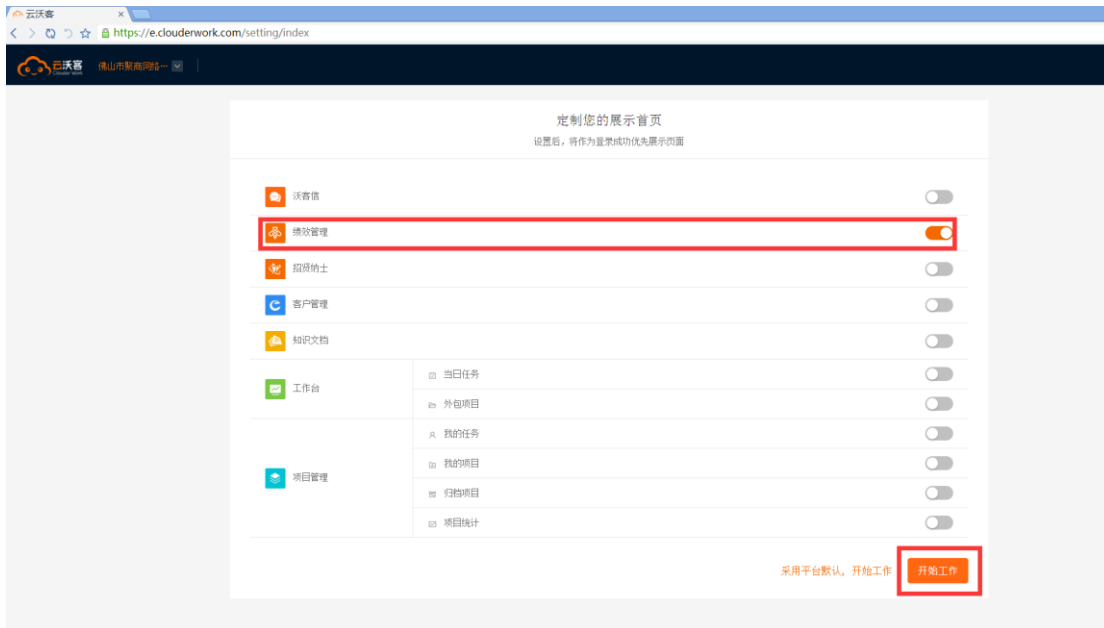 云沃客
https://e.clouderwork.com/setting/index
云沃客 佛山市聚商网络…
Clouder Work
定制您的展示首页
设置后，将作为登录成功优先展示页面
沃客信
绩效管理
招贤纳士
客户管理
知识文档
工作台
当日任务
外包项目
项目管理
我的任务
我的项目
归档项目
项目统计
采用平台默认，开始工作 开始工作